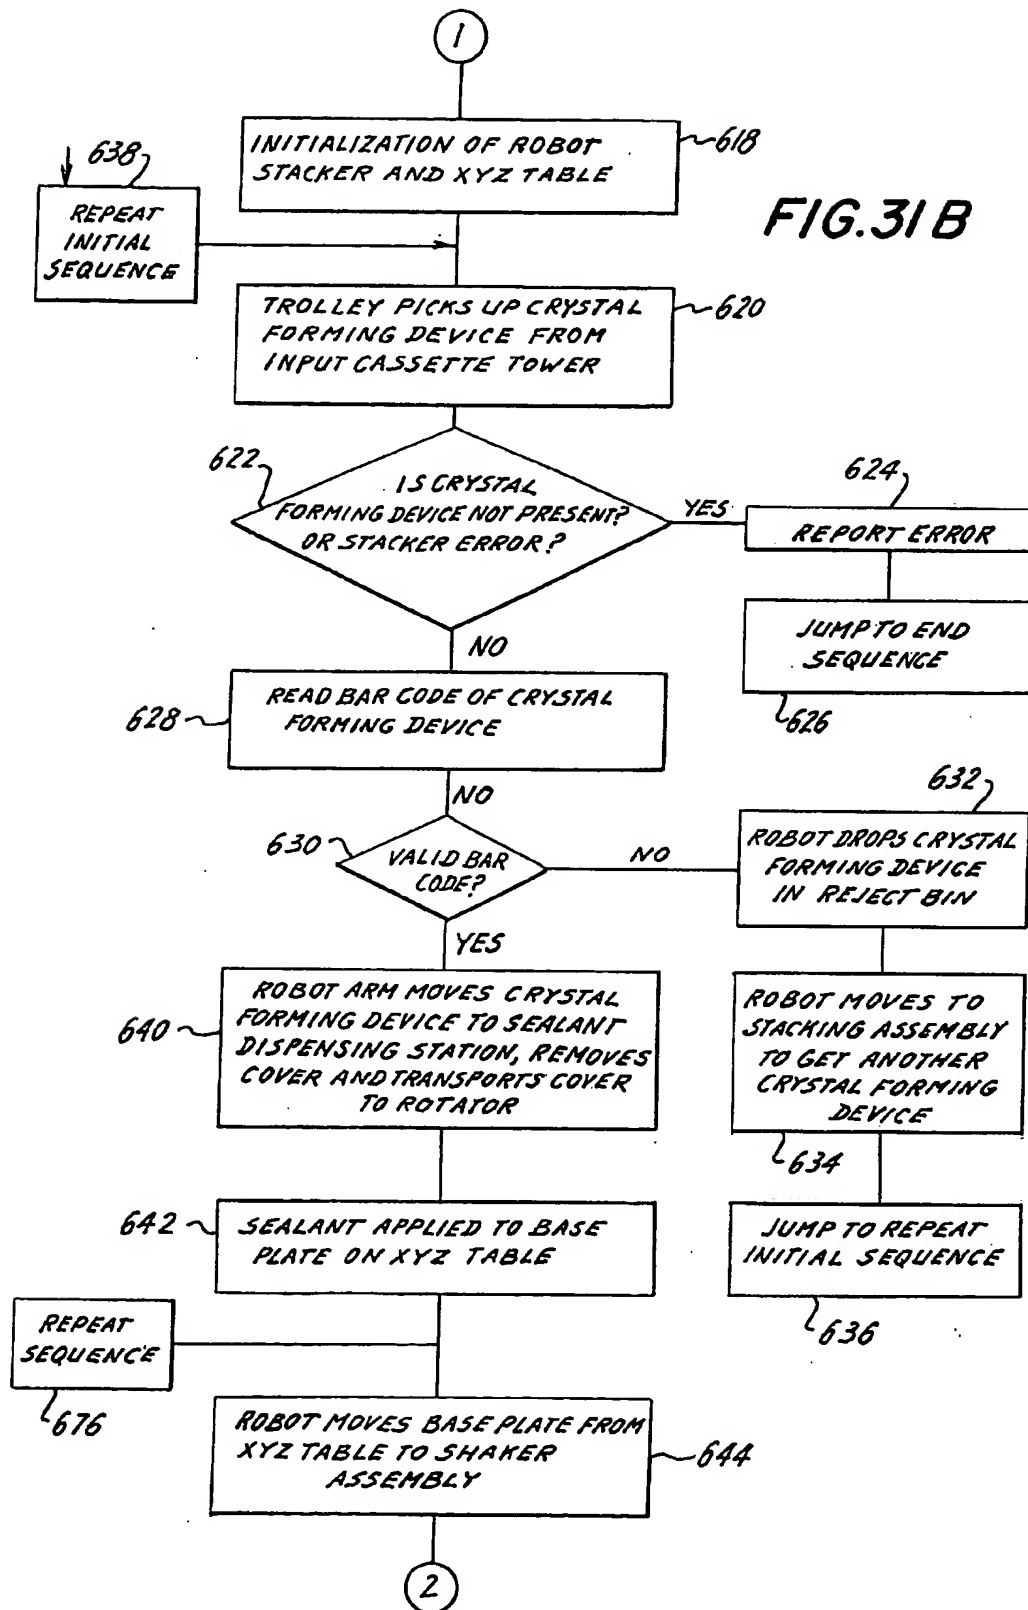 1
INITIALIZATION OF ROBOT
STACKER AND XYZ TABLE
618
FIG.31B
638
REPEAT
INITIAL
SEQUENCE
TROLLEY PICKS UP CRYSTAL
FORMING DEVICE FROM
INPUT CASSETTE TOWER
620
622
IS CRYSTAL
FORMING DEVICE NOT PRESENT?
OR STACKER ERROR?
YES
624
REPORT ERROR
JUMP TO END
SEQUENCE
626
NO
628
READ BAR CODE OF CRYSTAL
FORMING DEVICE
NO
630
VALID BAR
CODE?
NO
632
ROBOT DROPS CRYSTAL
FORMING DEVICE
IN REJECT BIN
YES
640
ROBOT ARM MOVES CRYSTAL
FORMING DEVICE TO SEALANT
DISPENSING STATION, REMOVES
COVER AND TRANSPORTS COVER
TO ROTATOR
ROBOT MOVES TO
STACKING ASSEMBLY
TO GET ANOTHER
CRYSTAL FORMING
DEVICE
634
642
SEALANT APPLIED TO BASE
PLATE ON XYZ TABLE
JUMP TO REPEAT
INITIAL SEQUENCE
636
REPEAT
SEQUENCE
676
ROBOT MOVES BASE PLATE FROM
XYZ TABLE TO SHAKER
ASSEMBLY
644
2